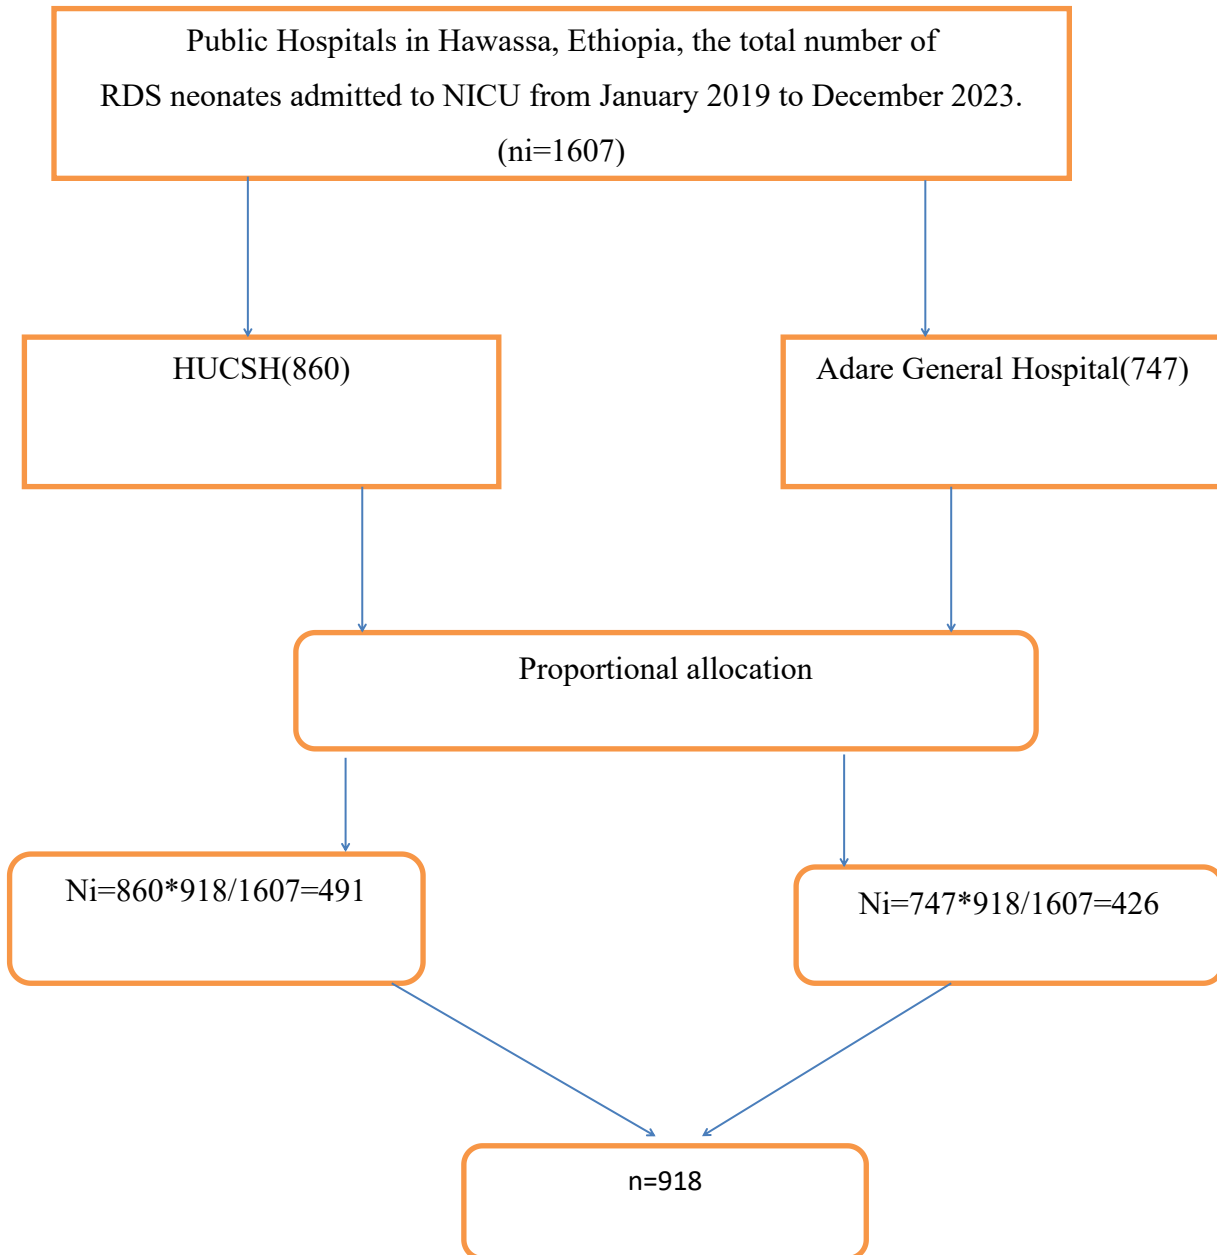 Public Hospitals in Hawassa, Ethiopia, the total number of
RDS neonates admitted to NICU from January 2019 to December 2023.
(ni=1607)
HUCSH(860)
Adare General Hospital(747)
Proportional allocation
Ni=860*918/1607=491
Ni=747*918/1607=426
n=918